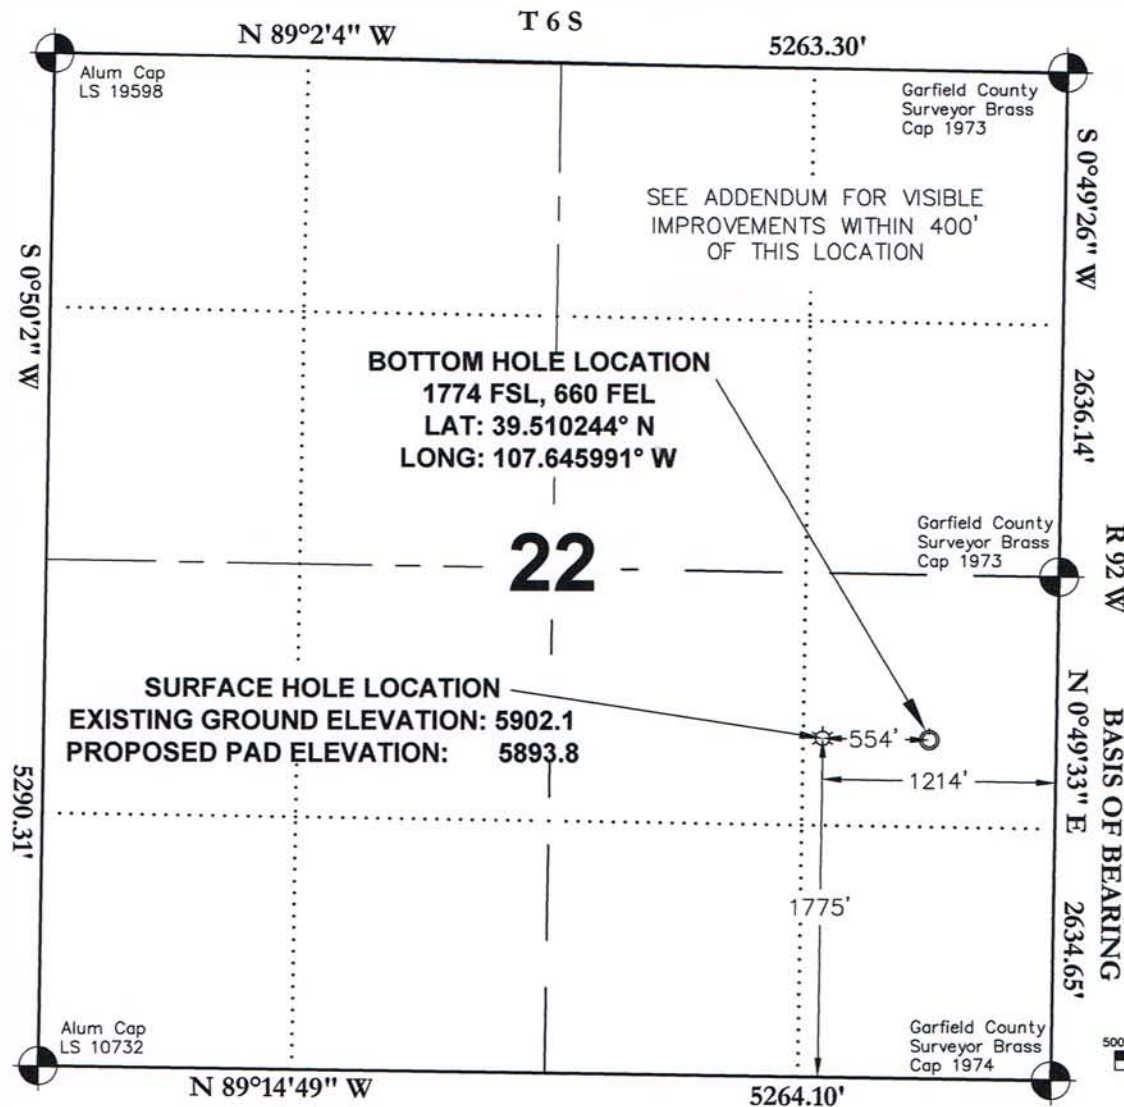 T 6 S
N 89°2'4" W
5263.30'
Alum Cap
LS 19598
Garfield County
Surveyor Brass
Cap 1973
S 0°49'26" W
SEE ADDENDUM FOR VISIBLE
IMPROVEMENTS WITHIN 400'
OF THIS LOCATION
S 0°50'2" W
BOTTOM HOLE LOCATION
1774 FSL, 660 FEL
LAT: 39.510244° N
LONG: 107.645991° W
2636.14'
Garfield County
Surveyor Brass
Cap 1973
R 92 W
22
SURFACE HOLE LOCATION
EXISTING GROUND ELEVATION: 5902.1
PROPOSED PAD ELEVATION: 5893.8
554'
1214'
N 0°49'33" E
BASIS OF BEARING
5290.31'
1775'
2634.65'
Alum Cap
LS 10732
Garfield County
Surveyor Brass
Cap 1974
500
N 89°14'49" W
5264.10'